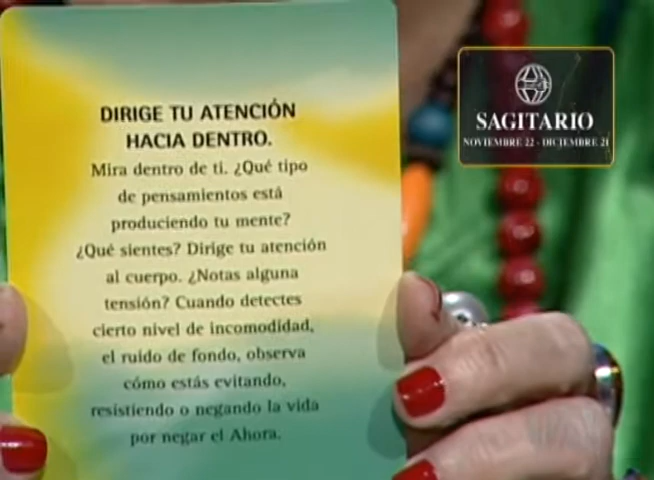 DIRIGE TU ATENCIÓN
HACIA DENTRO.
Mira dentro de ti. ¿Qué tipo
de pensamientos está
produciendo tu mente?
¿Qué sientes? Dirige tu atención
al cuerpo. ¿Notas alguna
tensión? Cuando detectes
cierto nivel de incomodidad,
el ruido de fondo, observa
cómo estás evitando,
resistiendo o negando la vida
por negar el Ahora.
SAGITARIO
NOVIEMBRE 22 - DICIEMBRE 21